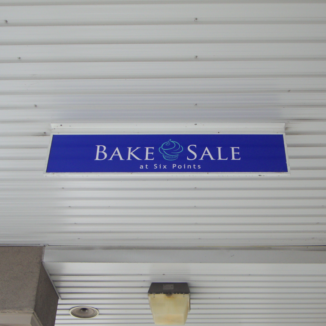 BAKE SALE
at Six Points